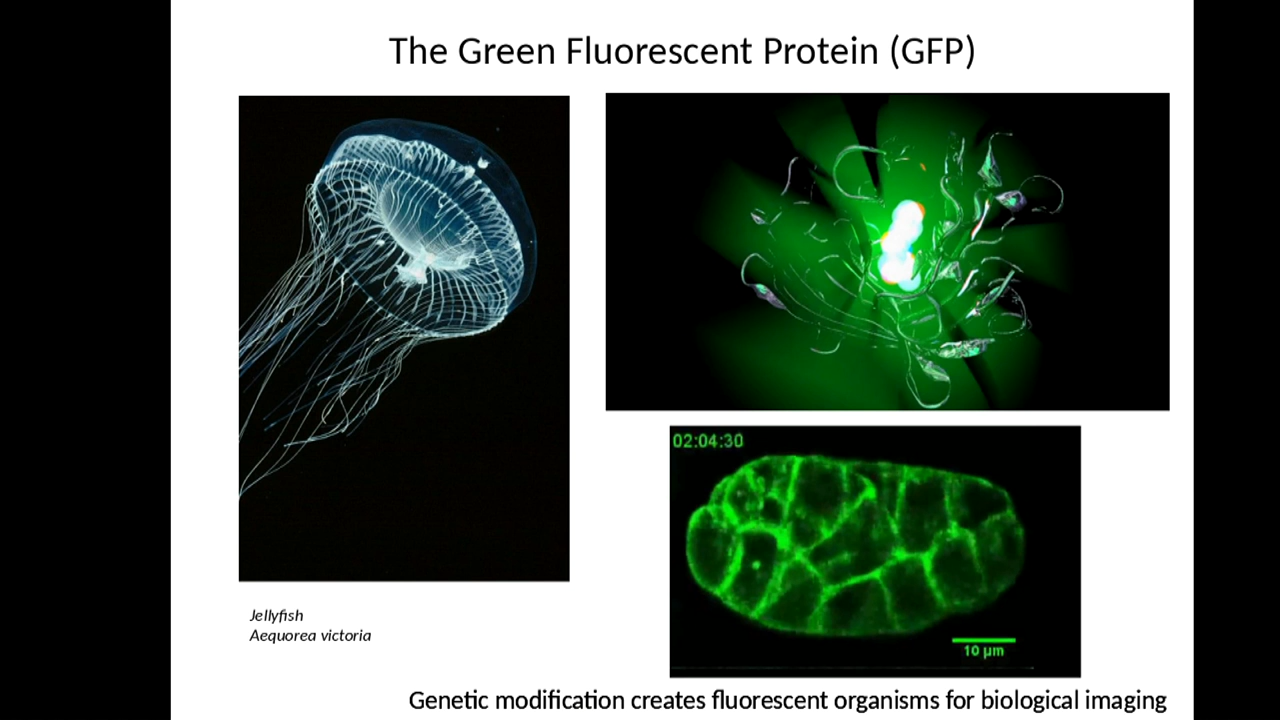 The Green Fluorescent Protein (GFP)
02:04:30
10 µm
Jellyfish
Aequorea victoria
Genetic modification creates fluorescent organisms for biological imaging